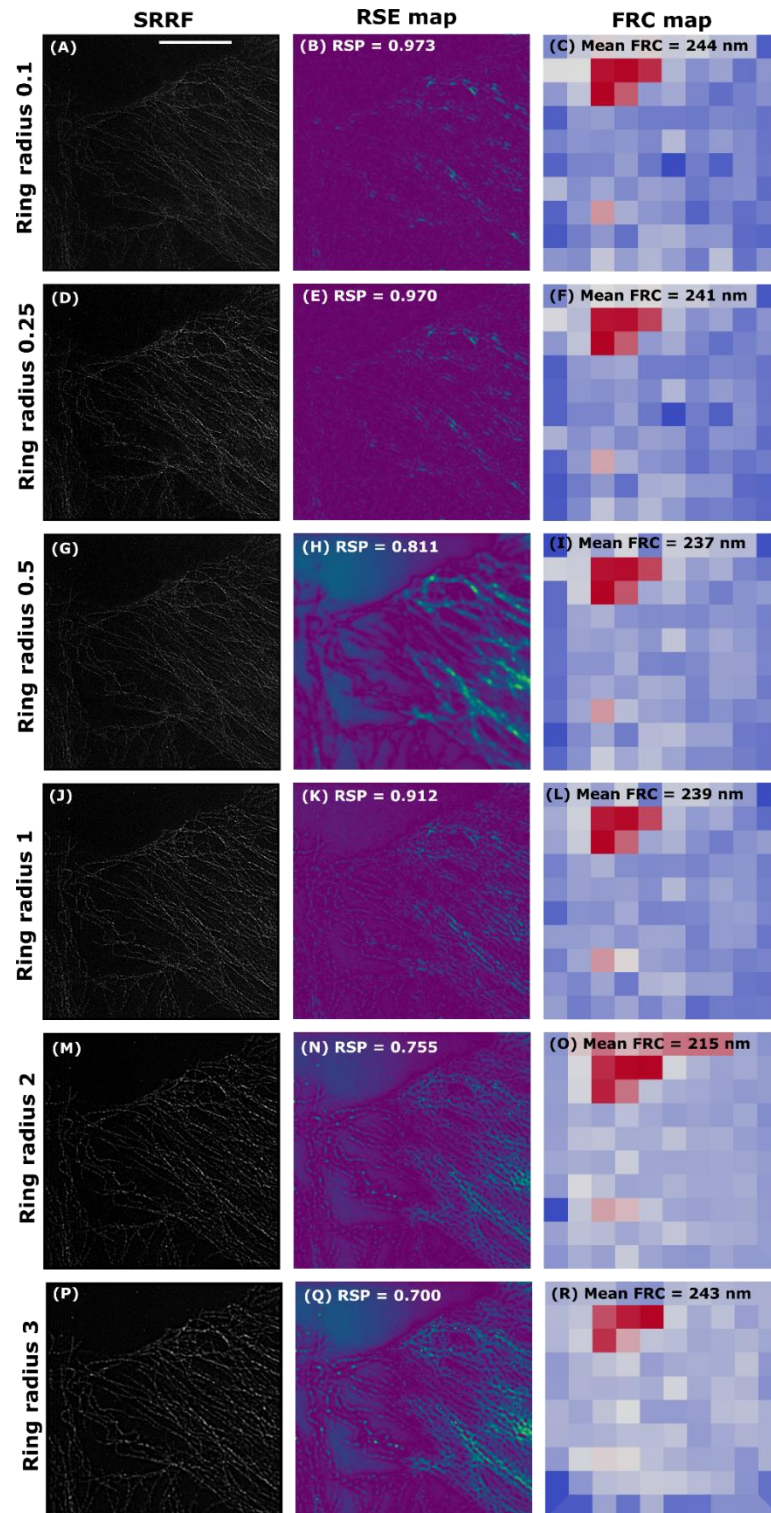 SRRF RSE map FRC map
Ring radius 0.1
(A) (B) RSP = 0.973 (C) Mean FRC = 244 nm
Ring radius 0.25
(D) (E) RSP = 0.970 (F) Mean FRC = 241 nm
Ring radius 0.5
(G) (H) RSP = 0.811 (I) Mean FRC = 237 nm
Ring radius 1
(J) (K) RSP = 0.912 (L) Mean FRC = 239 nm
Ring radius 2
(M) (N) RSP = 0.755 (O) Mean FRC = 215 nm
Ring radius 3
(P) (Q) RSP = 0.700 (R) Mean FRC = 243 nm